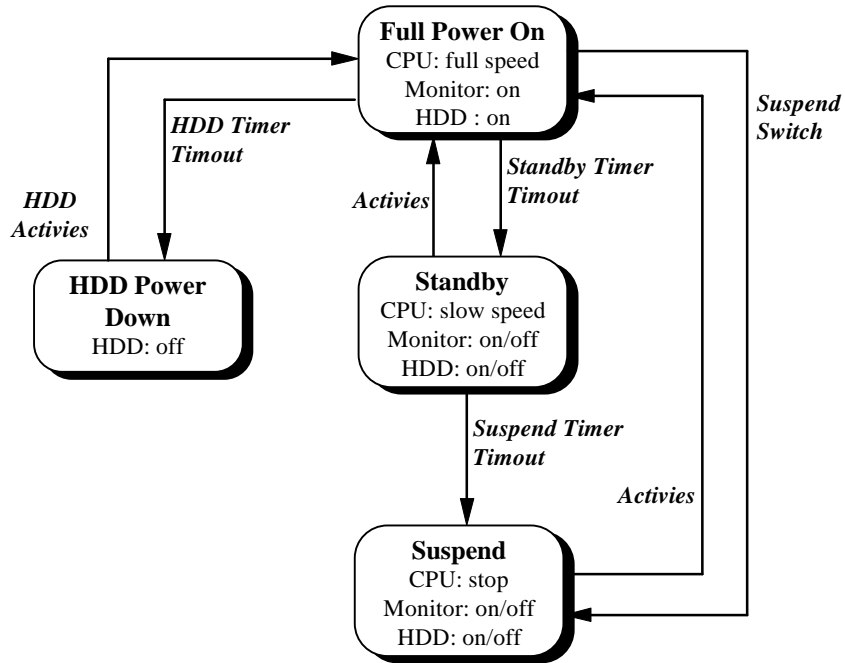 Full Power On
CPU: full speed
Monitor: on
HDD : on
HDD Timer
Timout
Suspend
Switch
Standby Timer
Timout
HDD
Activies
Activies
HDD Power
Down
HDD: off
Standby
CPU: slow speed
Monitor: on/off
HDD: on/off
Suspend Timer
Timout
Activies
Suspend
CPU: stop
Monitor: on/off
HDD: on/off